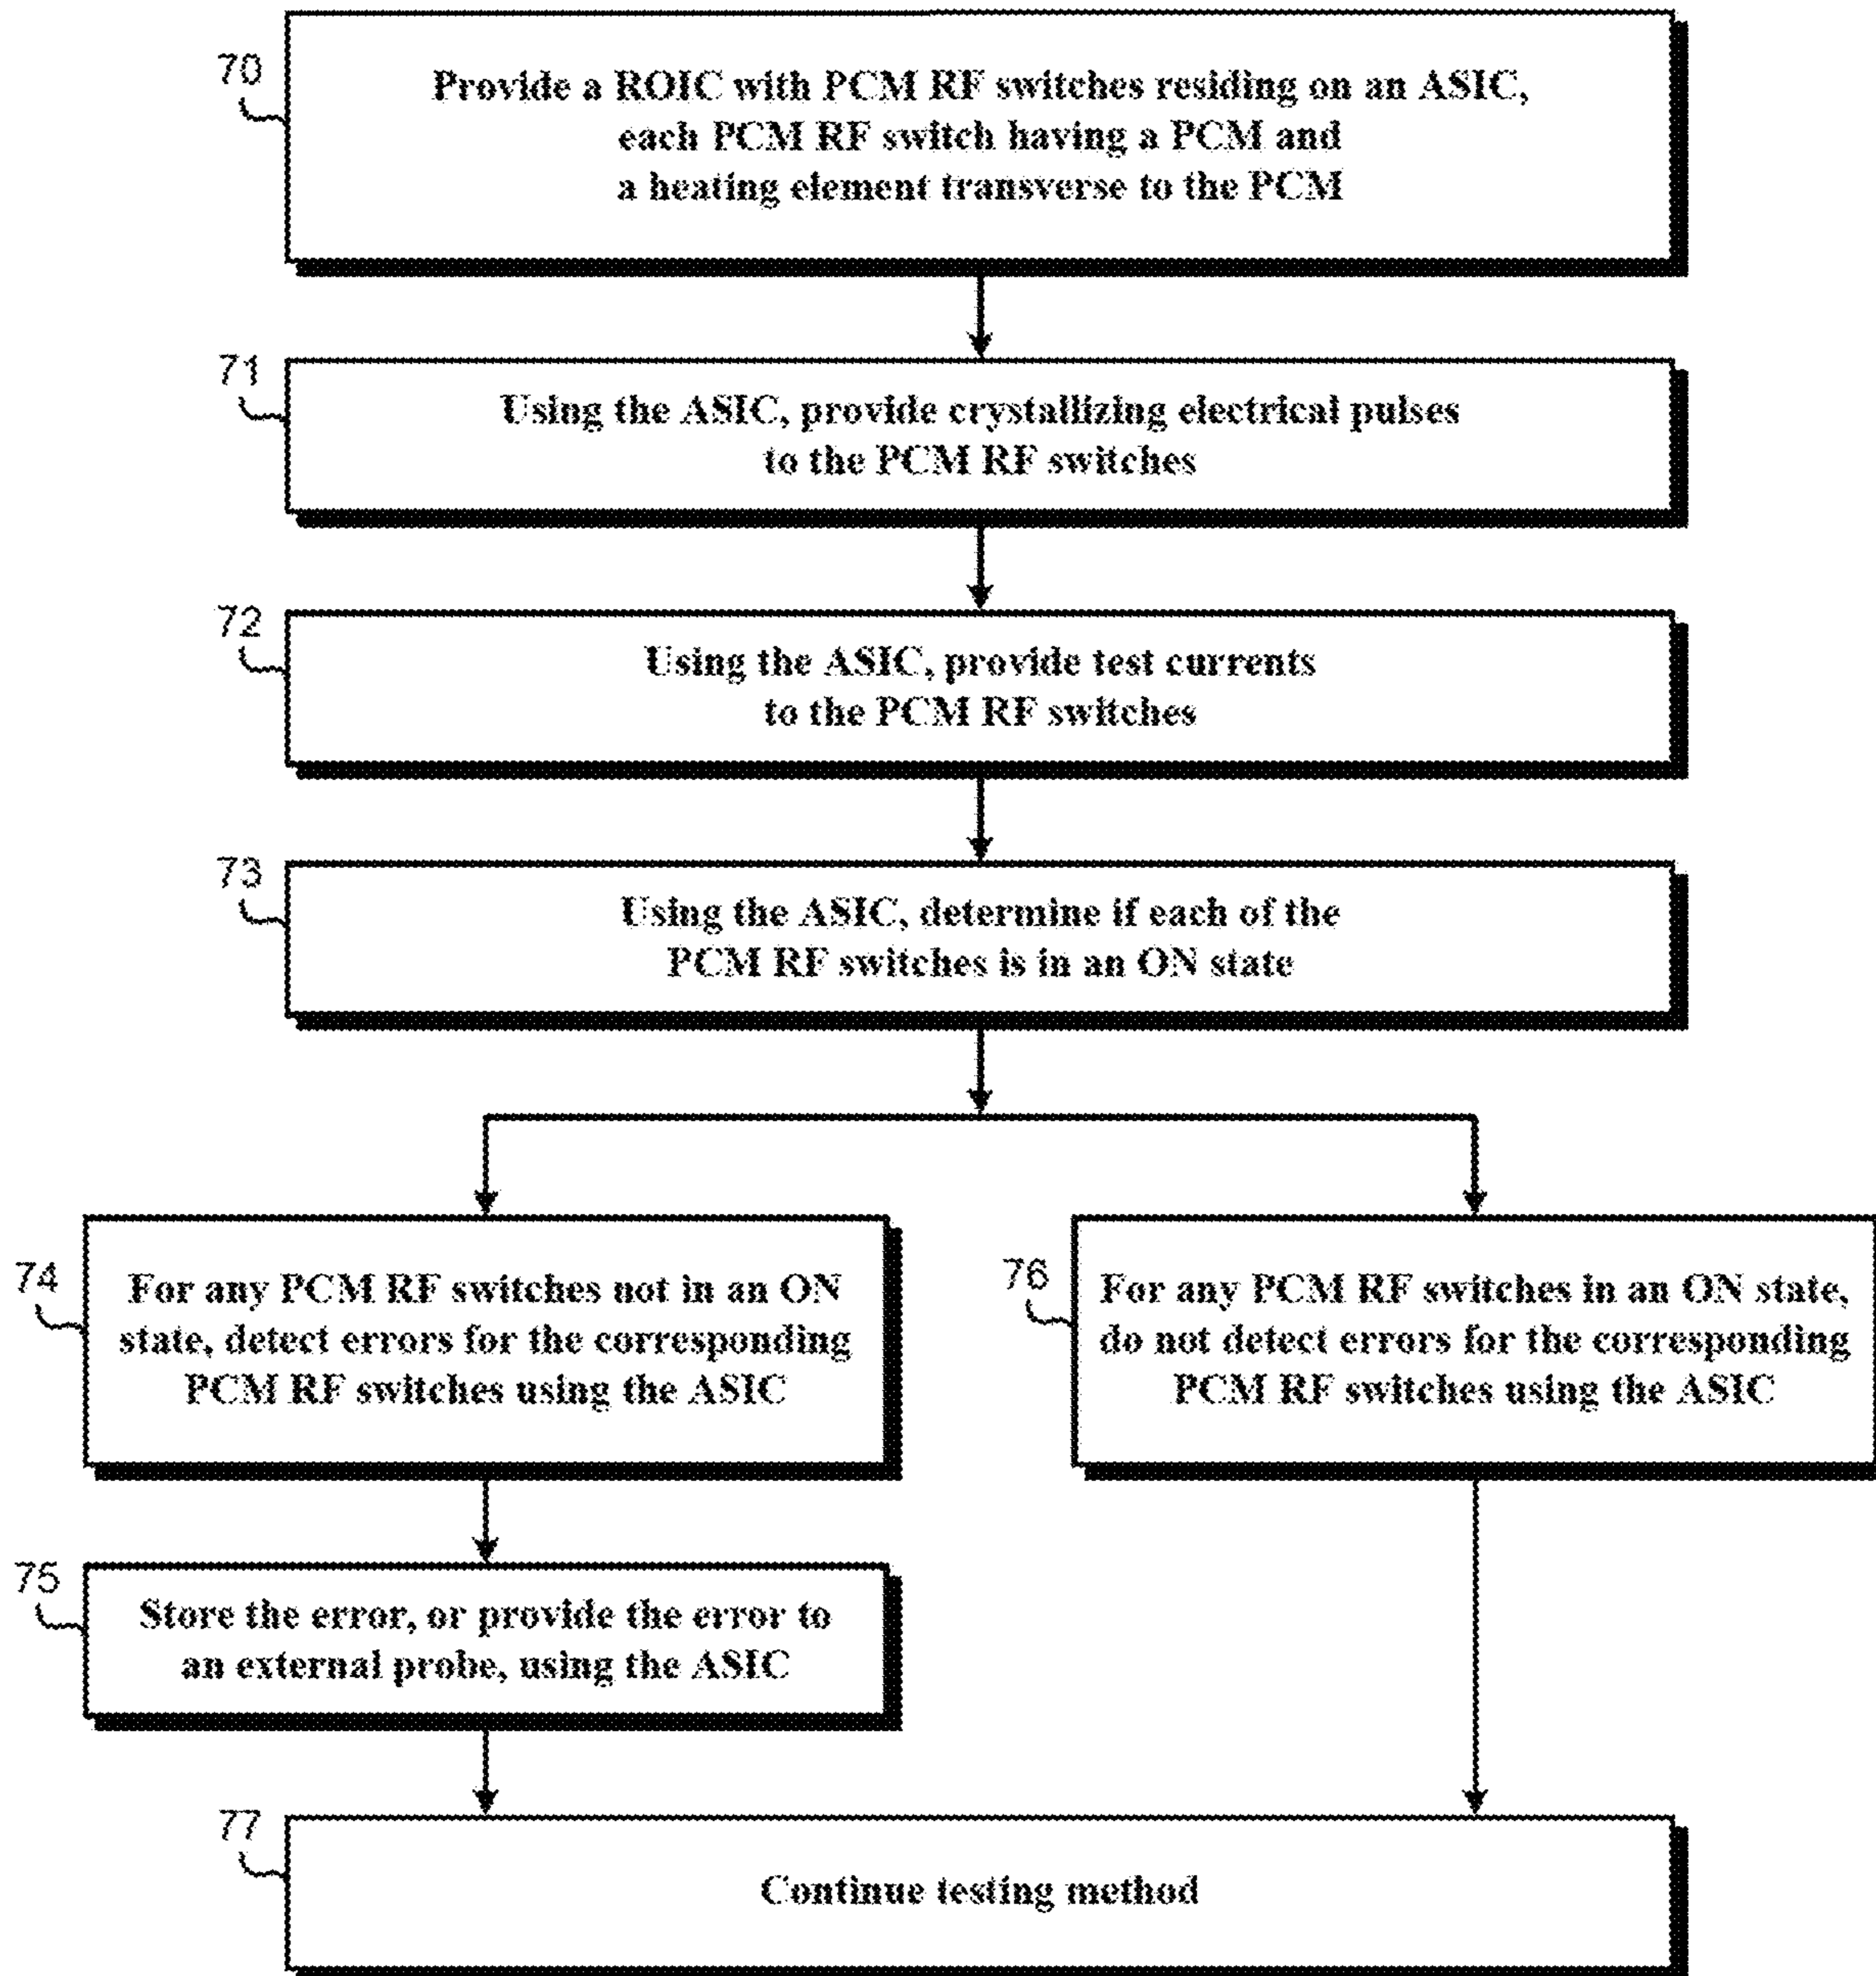 70
Provide a ROIC with PCM RF switches residing on an ASIC,
each PCM RF switch having a PCM and
a heating element transverse to the PCM
71
Using the ASIC, provide crystallizing electrical pulses
to the PCM RF switches
72
Using the ASIC, provide test currents
to the PCM RF switches
73
Using the ASIC, determine if each of the
PCM RF switches is in an ON state
74
For any PCM RF switches not in an ON
state, detect errors for the corresponding
PCM RF switches using the ASIC
76
For any PCM RF switches in an ON state,
do not detect errors for the corresponding
PCM RF switches using the ASIC
75
Store the error, or provide the error to
an external probe, using the ASIC
77
Continue testing method